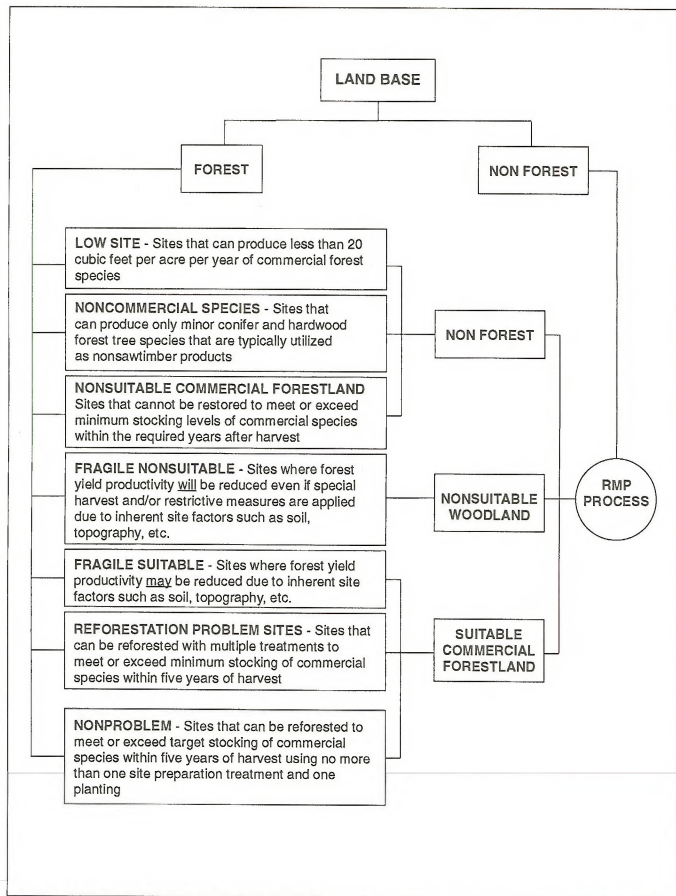 LAND BASE
FOREST
NON FOREST
LOW SITE - Sites that can produce less than 20
cubic feet per acre per year of commercial forest
species
NONCOMMERCIAL SPECIES - Sites that
can produce only minor conifer and hardwood
forest tree species that are typically utilized
as nonsawtimber products
NON FOREST
NONSUITABLE COMMERCIAL FORESTLAND
Sites that cannot be restored to meet or exceed
minimum stocking levels of commercial species
within the required years after harvest
FRAGILE NONSUITABLE - Sites where forest
yield productivity will be reduced even if special
harvest and/or restrictive measures are applied
due to inherent site factors such as soil,
topography, etc.
NONSUITABLE
WOODLAND
RMP
PROCESS
FRAGILE SUITABLE - Sites where forest yield
productivity may be reduced due to inherent site
factors such as soil, topography, etc.
REFORESTATION PROBLEM SITES - Sites that
can be reforested with multiple treatments to
meet or exceed minimum stocking of commercial
species within five years of harvest
SUITABLE
COMMERCIAL
FORESTLAND
NONPROBLEM - Sites that can be reforested to
meet or exceed target stocking of commercial
species within five years of harvest using no more
than one site preparation treatment and one
planting